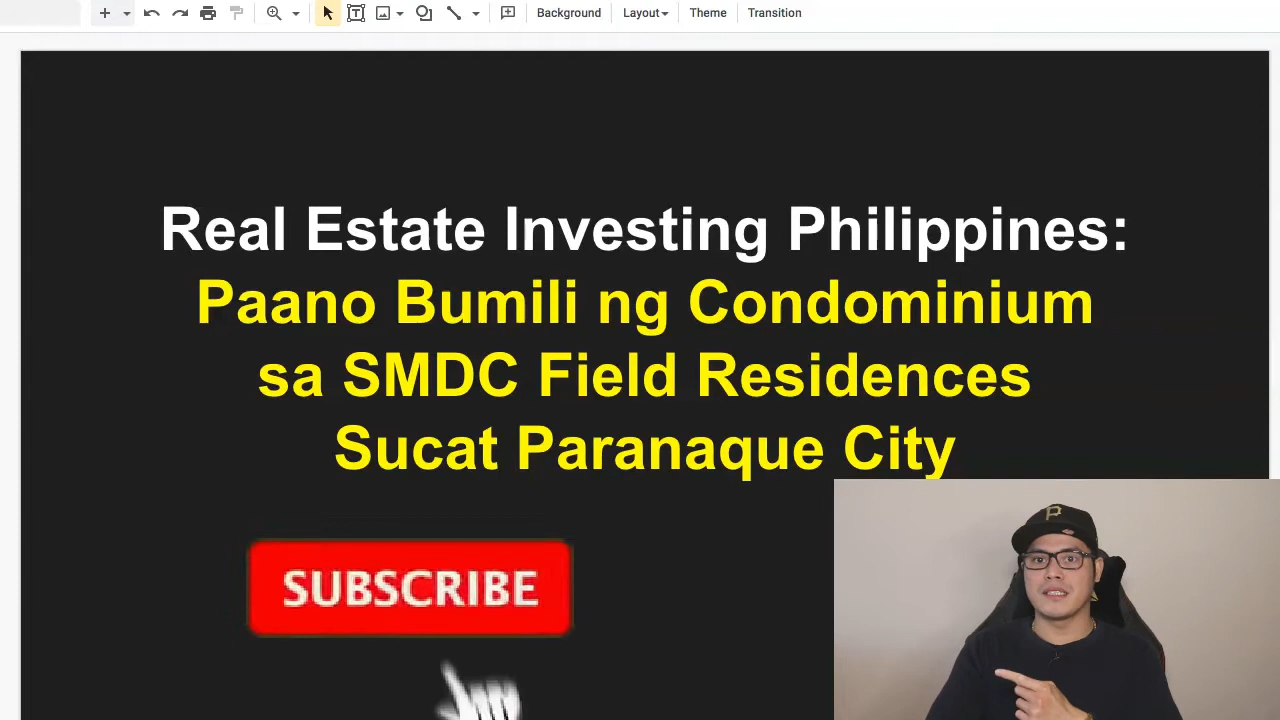 Background Layout Theme Transition
Real Estate Investing Philippines:
Paano Bumili ng Condominium
sa SMDC Field Residences
Sucat Paranaque City
SUBSCRIBE
P